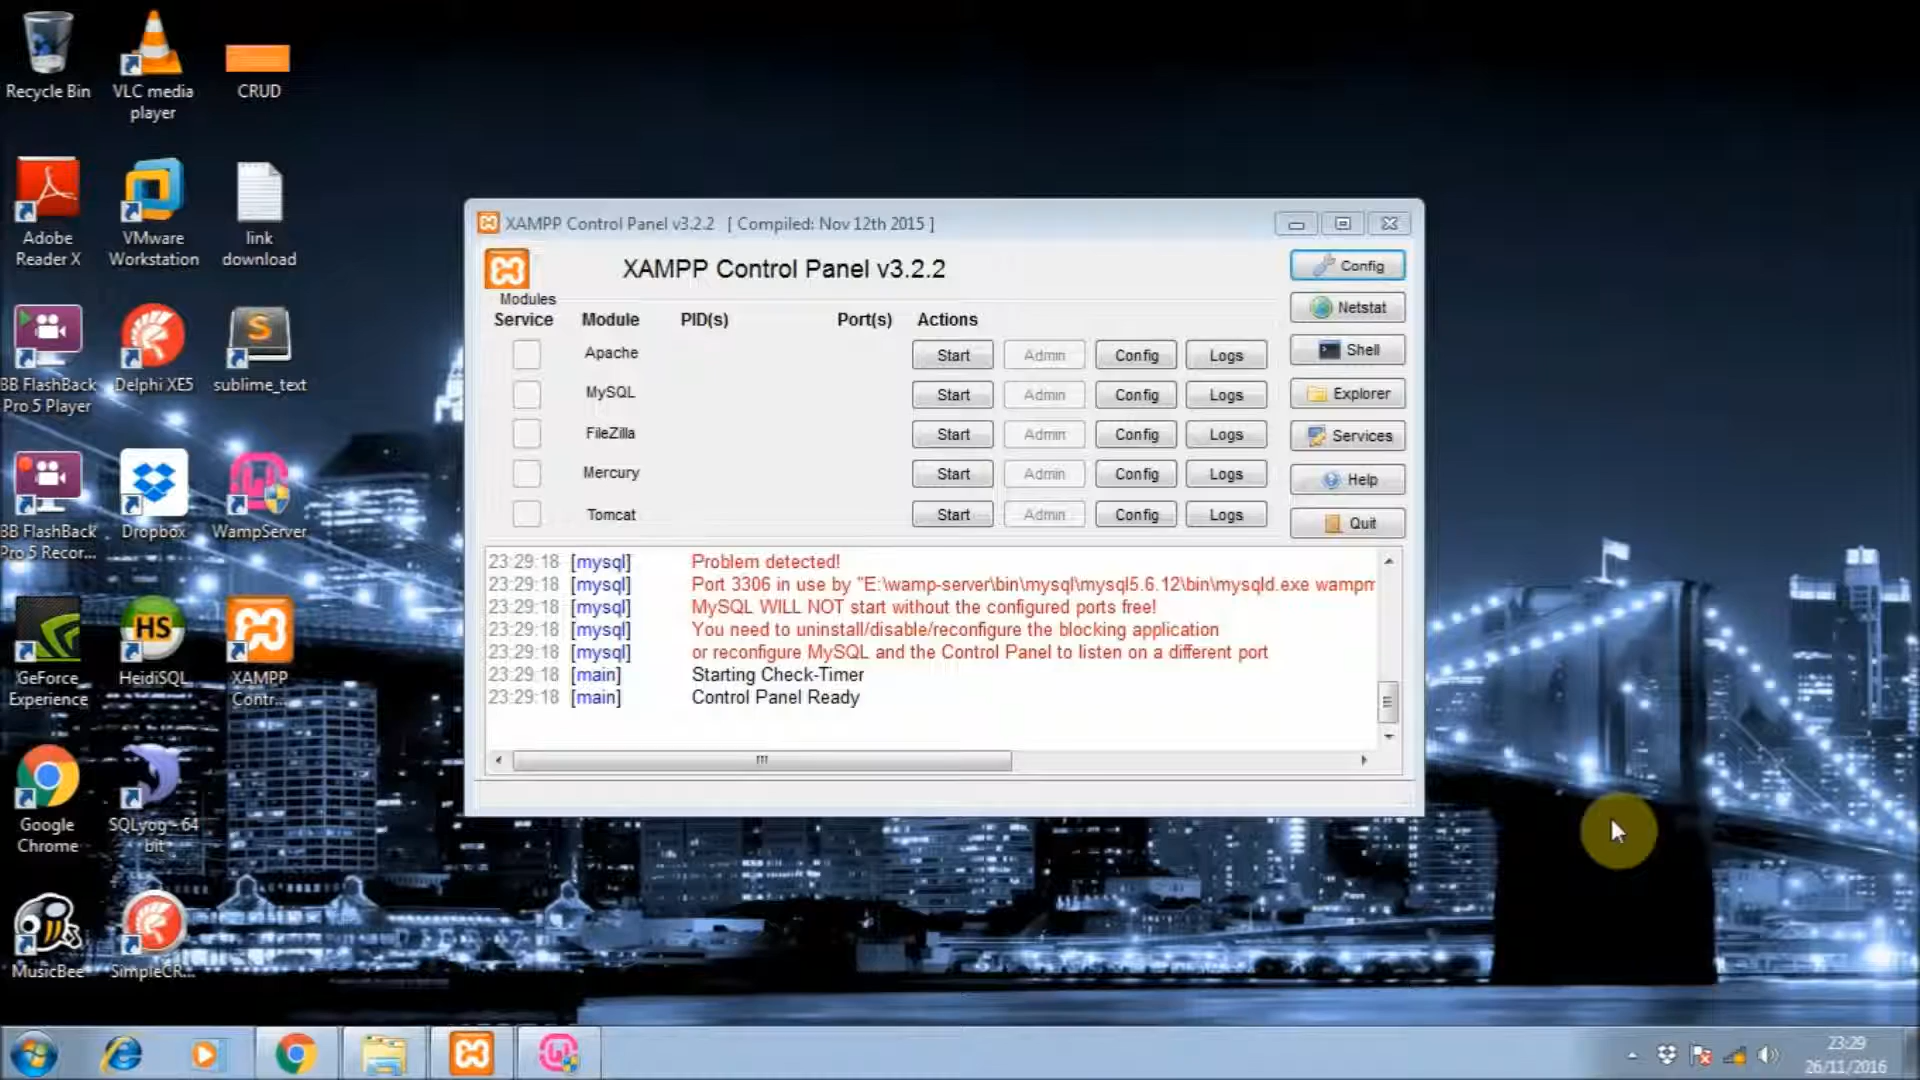 Recycle Bin
VLC media
player
CRUD
Adobe
Reader X
VMware
Workstation
link
download
BB FlashBack
Pro 5 Player
Delphi XE5
sublime_text
BB FlashBack
Pro 5 Recor...
Dropbox
WampServer
GeForce
Experience
HS
HeidiSQL
XAMPP
Contr...
Google
Chrome
SQLyog - 64
bit
MusicBee
SimpleCR...
XAMPP Control Panel v3.2.2 [ Compiled: Nov 12th 2015 ]
XAMPP Control Panel v3.2.2
Modules
Service Module PID(s) Port(s) Actions
Apache Start Admin Config Logs
MySQL Start Admin Config Logs
FileZilla Start Admin Config Logs
Mercury Start Admin Config Logs
Tomcat Start Admin Config Logs
Config
Netstat
Shell
Explorer
Services
Help
Quit
23:29:18 [mysql] Problem detected!
23:29:18 [mysql] Port 3306 in use by "E:\wamp-server\bin\mysql\mysql5.6.12\bin\mysqld.exe wampm
23:29:18 [mysql] MySQL WILL NOT start without the configured ports free!
23:29:18 [mysql] You need to uninstall/disable/reconfigure the blocking application
23:29:18 [mysql] or reconfigure MySQL and the Control Panel to listen on a different port
23:29:18 [main] Starting Check-Timer
23:29:18 [main] Control Panel Ready
23:29
26/11/2016